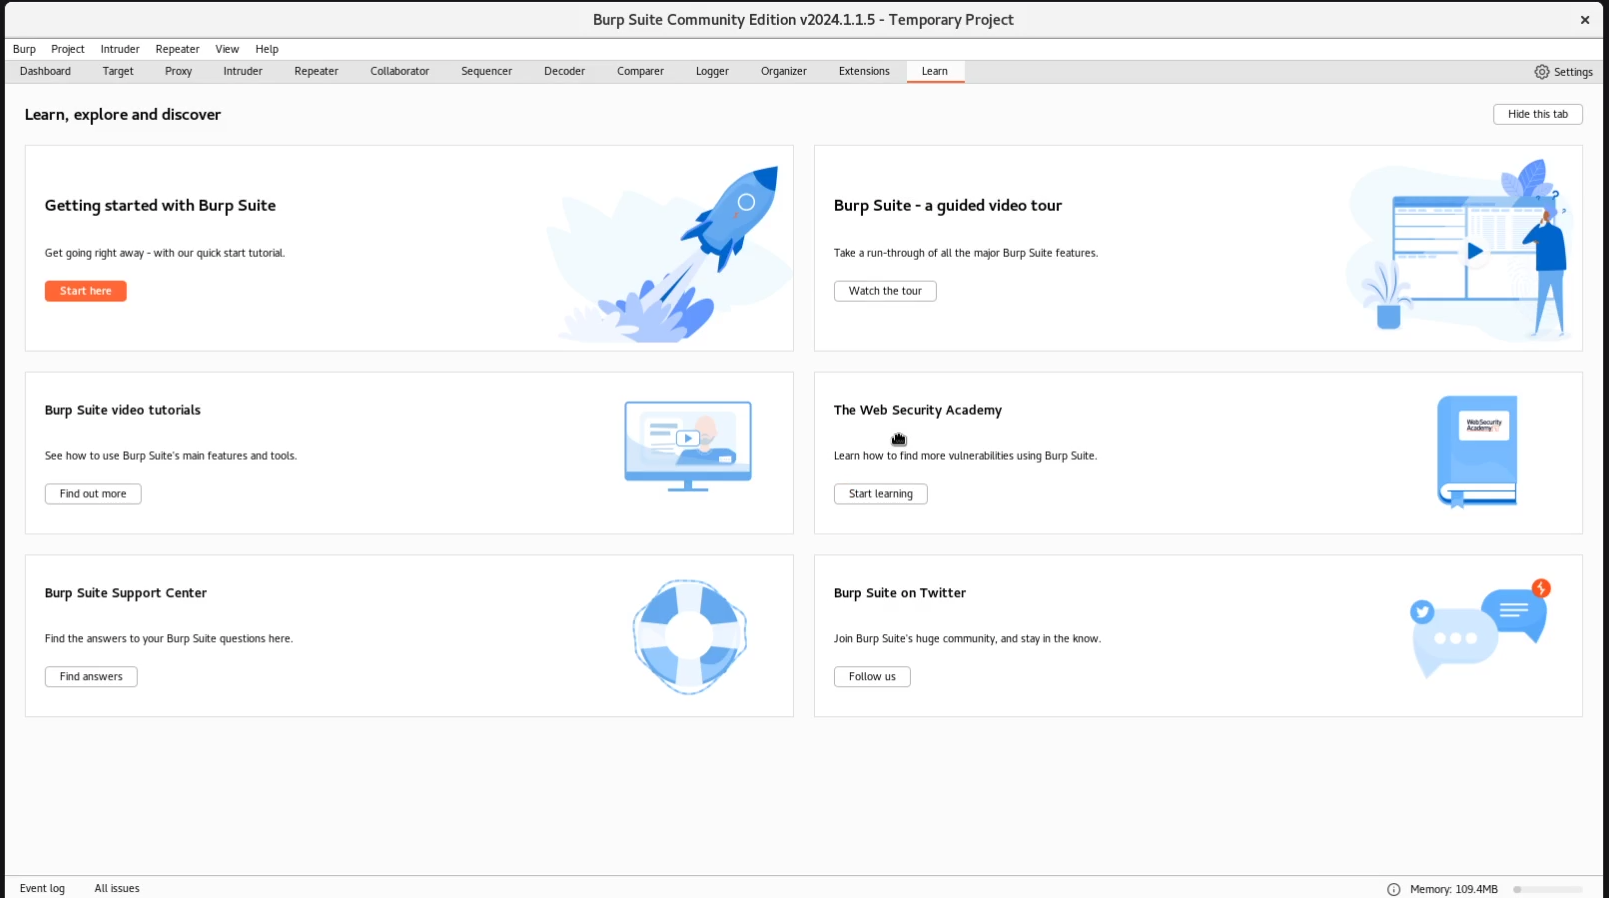 Burp Suite Community Edition v2024.1.1.5 - Temporary Project
Burp Project Intruder Repeater View Help
Dashboard Target Proxy Intruder Repeater Collaborator Sequencer Decoder Comparer Logger Organizer Extensions Learn Settings
Learn, explore and discover
Hide this tab
Getting started with Burp Suite
Get going right away - with our quick start tutorial.
Start here
Burp Suite - a guided video tour
Take a run-through of all the major Burp Suite features.
Watch the tour
Burp Suite video tutorials
See how to use Burp Suite's main features and tools.
Find out more
The Web Security Academy
Learn how to find more vulnerabilities using Burp Suite.
Start learning
WebSecurity
Academy
Burp Suite Support Center
Find the answers to your Burp Suite questions here.
Find answers
Burp Suite on Twitter
Join Burp Suite's huge community, and stay in the know.
Follow us
Event log All issues
Memory: 109.4MB